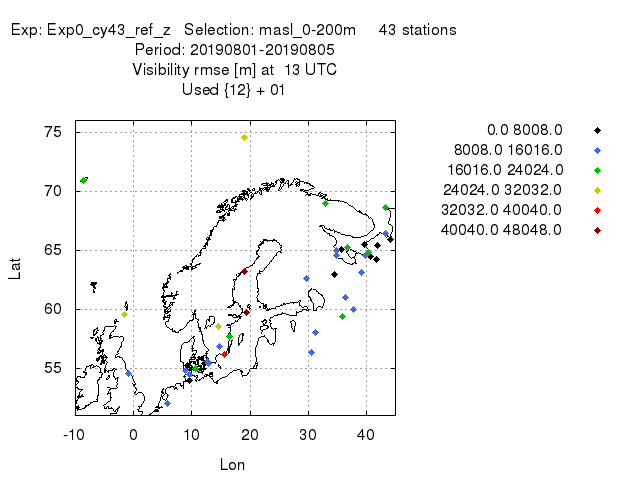 Exp: Exp0_cy43_ref_z Selection: masl_0-200m 43 stations
Period: 20190801-20190805
Visibility rmse [m] at 13 UTC
Used {12} + 01
0.0 8008.0
8008.0 16016.0
16016.0 24024.0
24024.0 32032.0
32032.0 40040.0
40040.0 48048.0
75
70
65
60
55
Lat
-10 0 10 20 30 40
Lon